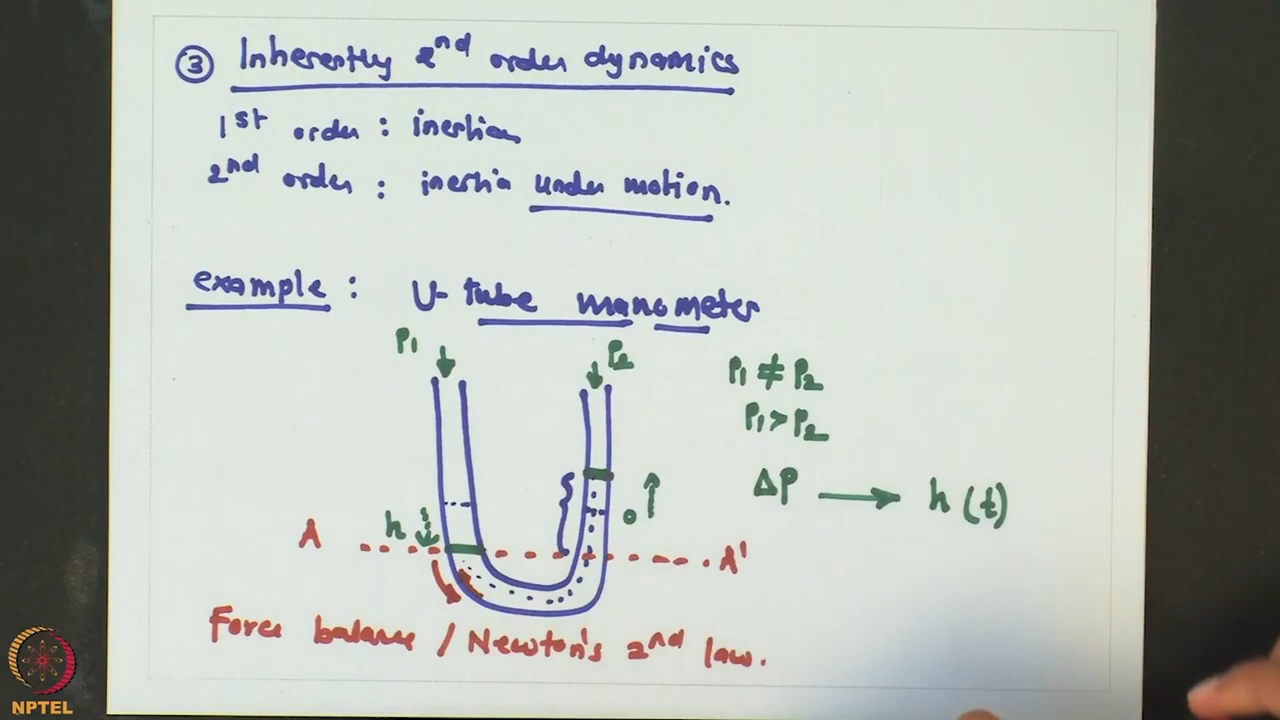 ③ Inherently 2nd order dynamics
1st order : inertia
2nd order : inertia under motion.
example : U-tube manometer
P1
P2
P1 ≠ P2
P1 > P2
ΔP → h(t)
h
0
A
A'
Force balance / Newton's 2nd law.
NPTEL